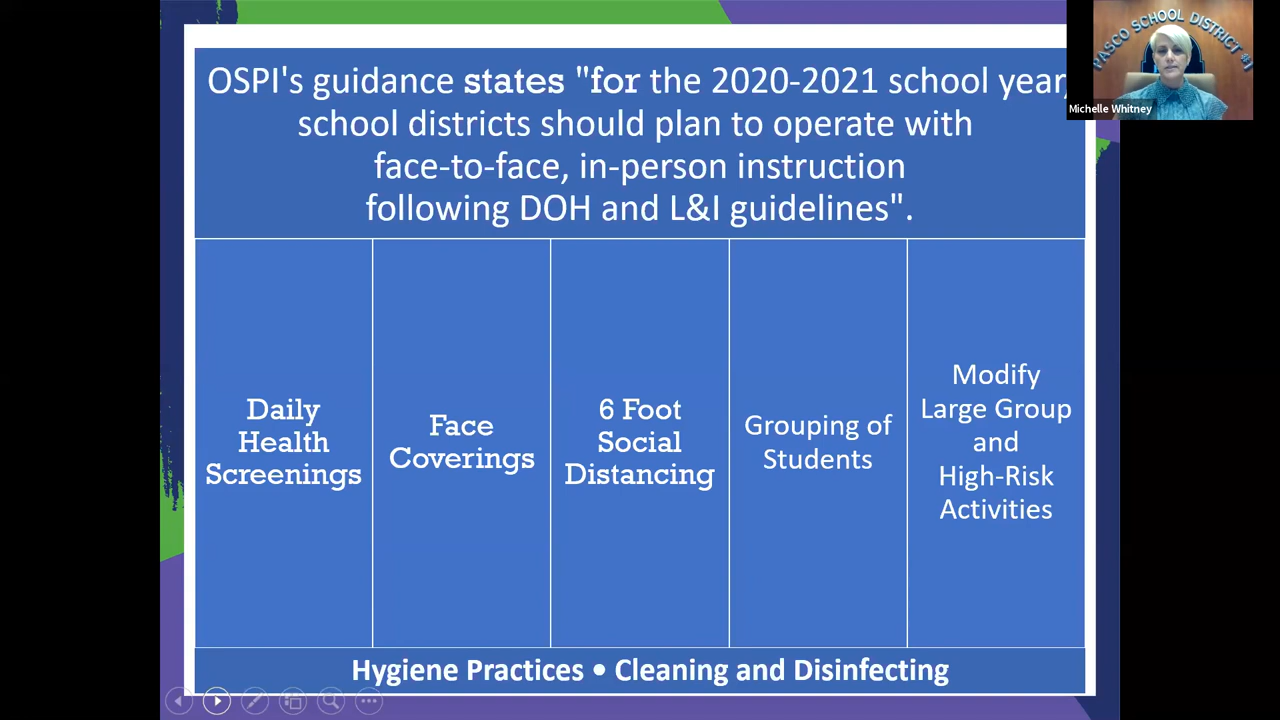 OSPI's guidance states "for the 2020-2021 school year,
school districts should plan to operate with
face-to-face, in-person instruction
following DOH and L&I guidelines".
Daily
Health
Screenings
Face
Coverings
6 Foot
Social
Distancing
Grouping of
Students
Modify
Large Group
and
High-Risk
Activities
Hygiene Practices • Cleaning and Disinfecting
PASCO SCHOOL DISTRICT #1
Michelle Whitney